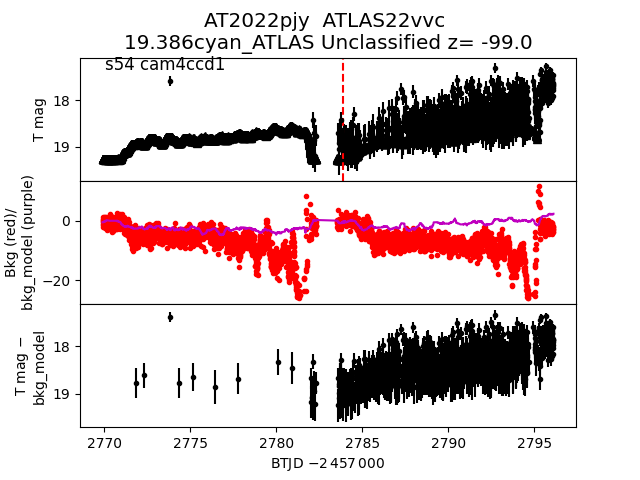 AT2022pjy  ATLAS22vvc
19.386cyan_ATLAS Unclassified z= -99.0
s54 cam4ccd1
T mag
18
19
Bkg (red)/
bkg_model (purple)
0
−20
T mag −
bkg_model
18
19
2770 2775 2780 2785 2790 2795
BTJD −2 457 000